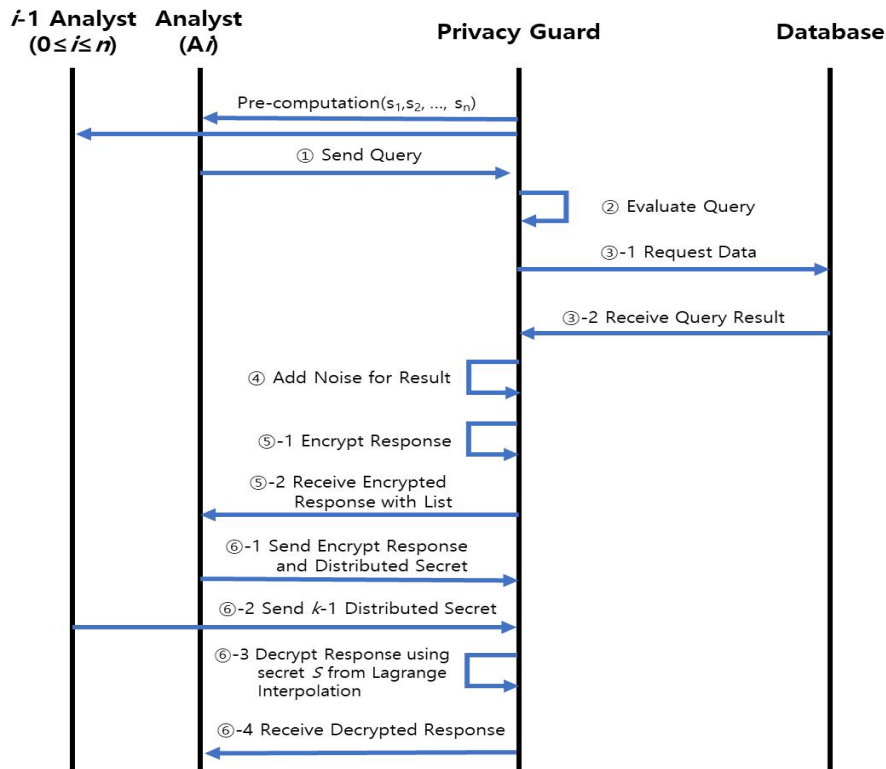 i-1 Analyst
(0≤i≤n)
Analyst
(Ai)
Privacy Guard
Database
Pre-computation(s₁,s₂, ..., sₙ)
① Send Query
② Evaluate Query
③-1 Request Data
③-2 Receive Query Result
④ Add Noise for Result
⑤-1 Encrypt Response
⑤-2 Receive Encrypted
Response with List
⑥-1 Send Encrypt Response
and Distributed Secret
⑥-2 Send k-1 Distributed Secret
⑥-3 Decrypt Response using
secret S from Lagrange
Interpolation
⑥-4 Receive Decrypted Response